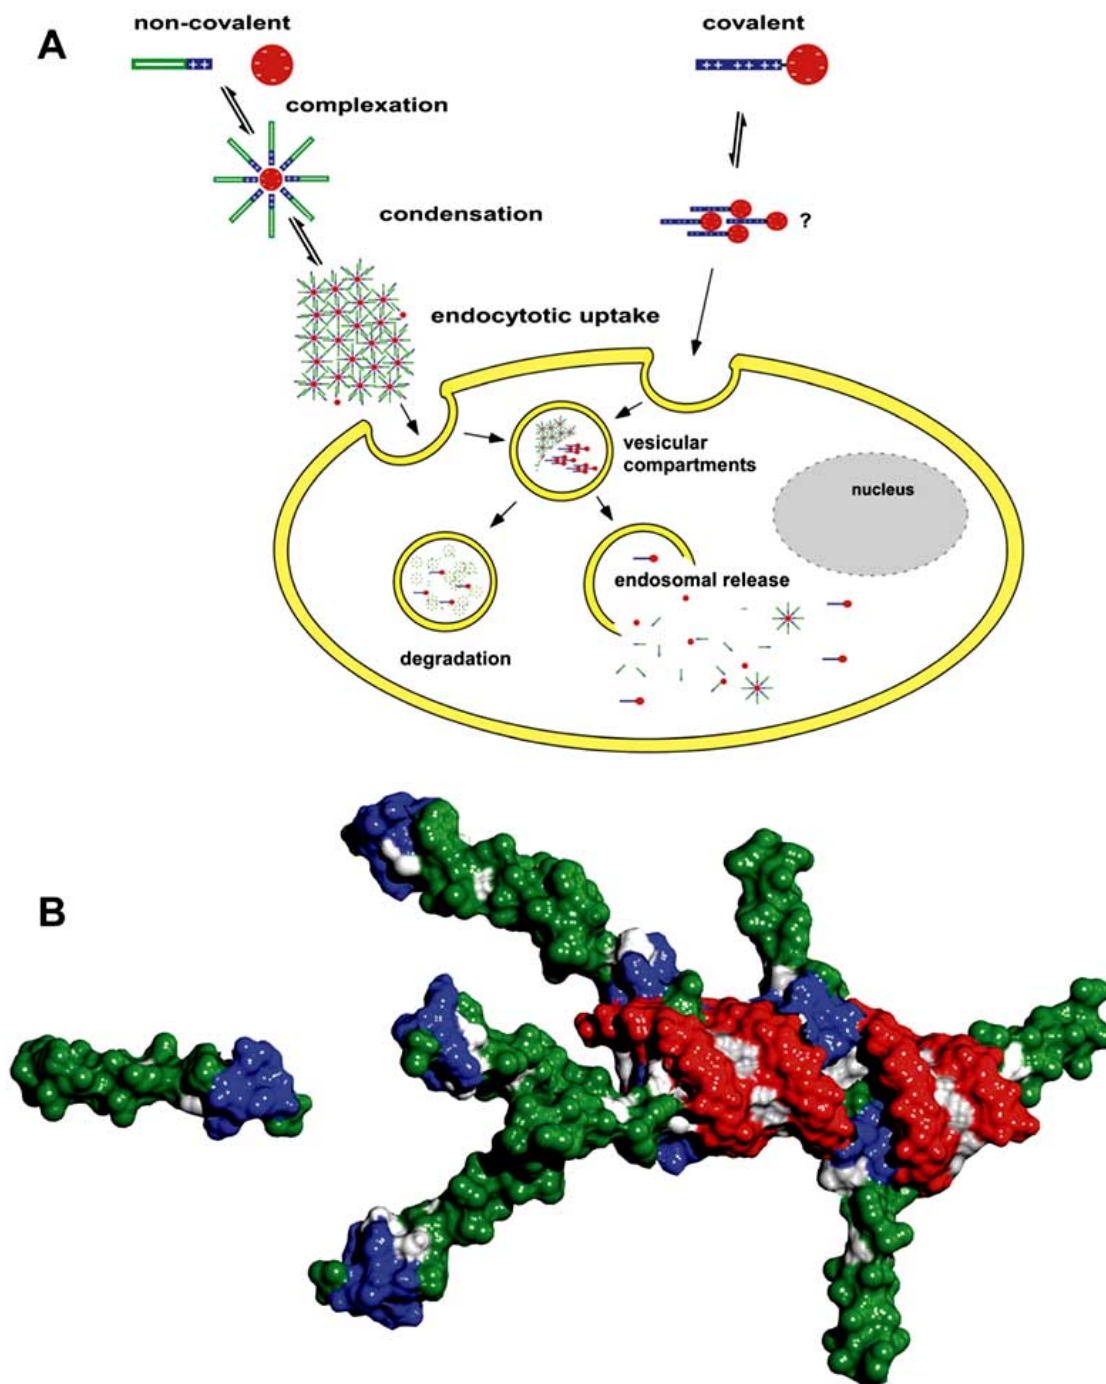 A
non-covalent
covalent
complexation
condensation
?
endocytotic uptake
vesicular
compartments
nucleus
endosomal release
degradation
B